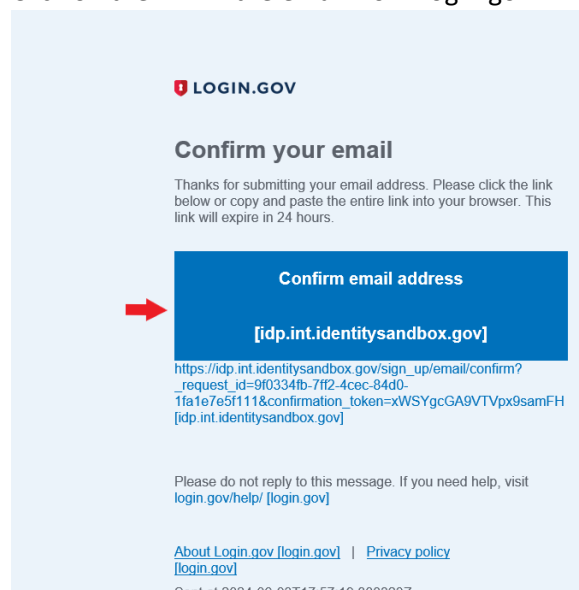 LOGIN.GOV
Confirm your email
Thanks for submitting your email address. Please click the link
below or copy and paste the entire link into your browser. This
link will expire in 24 hours.
Confirm email address
[idp.int.identitysandbox.gov]
https://idp.int.identitysandbox.gov/sign_up/email/confirm?
_request_id=9f0334fb-7ff2-4cec-84d0-
1fa1e7e5f111&confirmation_token=xWSYgcGA9VTVpx9samFH
[idp.int.identitysandbox.gov]
Please do not reply to this message. If you need help, visit
login.gov/help/ [login.gov]
About Login.gov [login.gov] | Privacy policy
[login.gov]